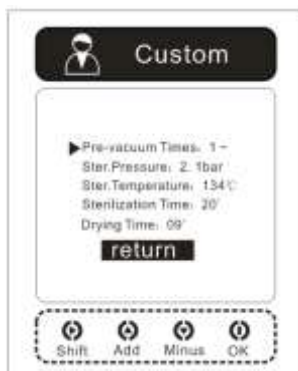 Custom
Pre-vacuum Times: 1~
Ster.Pressure: 2. 1bar
Ster.Temperature: 134℃
Sterilization Time: 20'
Drying Time: 09'
return
Shift Add Minus OK